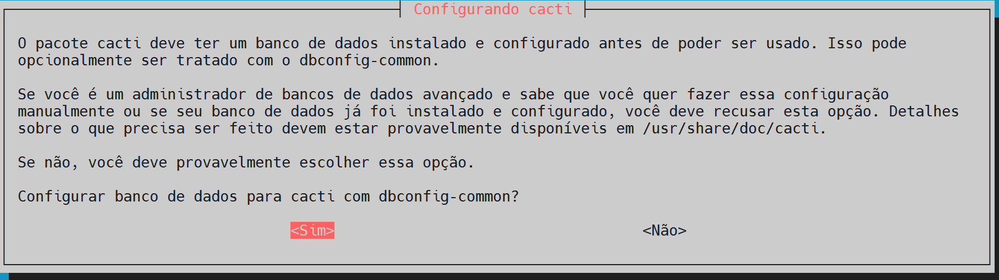 Configurando cacti
O pacote cacti deve ter um banco de dados instalado e configurado antes de poder ser usado. Isso pode
opcionalmente ser tratado com o dbconfig-common.
Se você é um administrador de bancos de dados avançado e sabe que você quer fazer essa configuração
manualmente ou se seu banco de dados já foi instalado e configurado, você deve recusar esta opção. Detalhes
sobre o que precisa ser feito devem estar provavelmente disponíveis em /usr/share/doc/cacti.
Se não, você deve provavelmente escolher essa opção.
Configurar banco de dados para cacti com dbconfig-common?
<Sim> <Não>